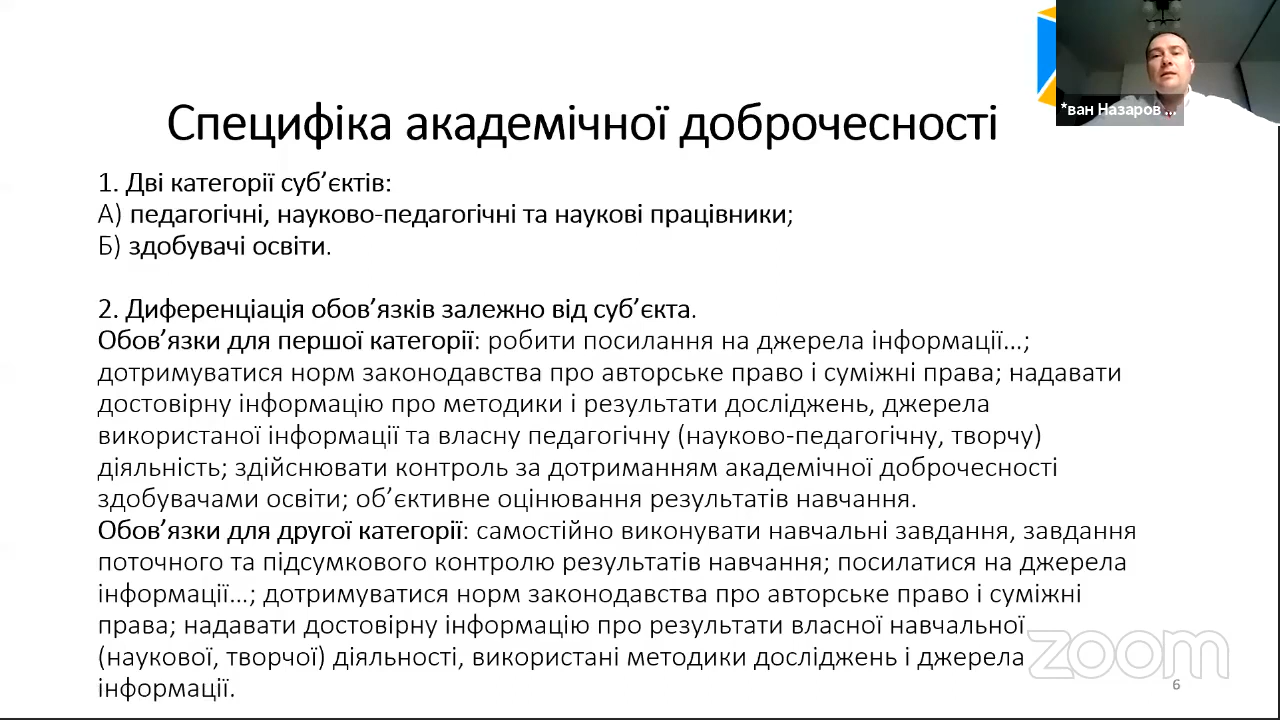 Специфіка академічної доброчесності
*ван Назаров ...
1. Дві категорії суб’єктів:
А) педагогічні, науково-педагогічні та наукові працівники;
Б) здобувачі освіти.
2. Диференціація обов’язків залежно від суб’єкта.
Обов’язки для першої категорії: робити посилання на джерела інформації…;
дотримуватися норм законодавства про авторське право і суміжні права; надавати
достовірну інформацію про методики і результати досліджень, джерела
використаної інформації та власну педагогічну (науково-педагогічну, творчу)
діяльність; здійснювати контроль за дотриманням академічної доброчесності
здобувачами освіти; об’єктивне оцінювання результатів навчання.
Обов’язки для другої категорії: самостійно виконувати навчальні завдання, завдання
поточного та підсумкового контролю результатів навчання; посилатися на джерела
інформації…; дотримуватися норм законодавства про авторське право і суміжні
права; надавати достовірну інформацію про результати власної навчальної
(наукової, творчої) діяльності, використані методики досліджень і джерела
інформації.
zoom
6